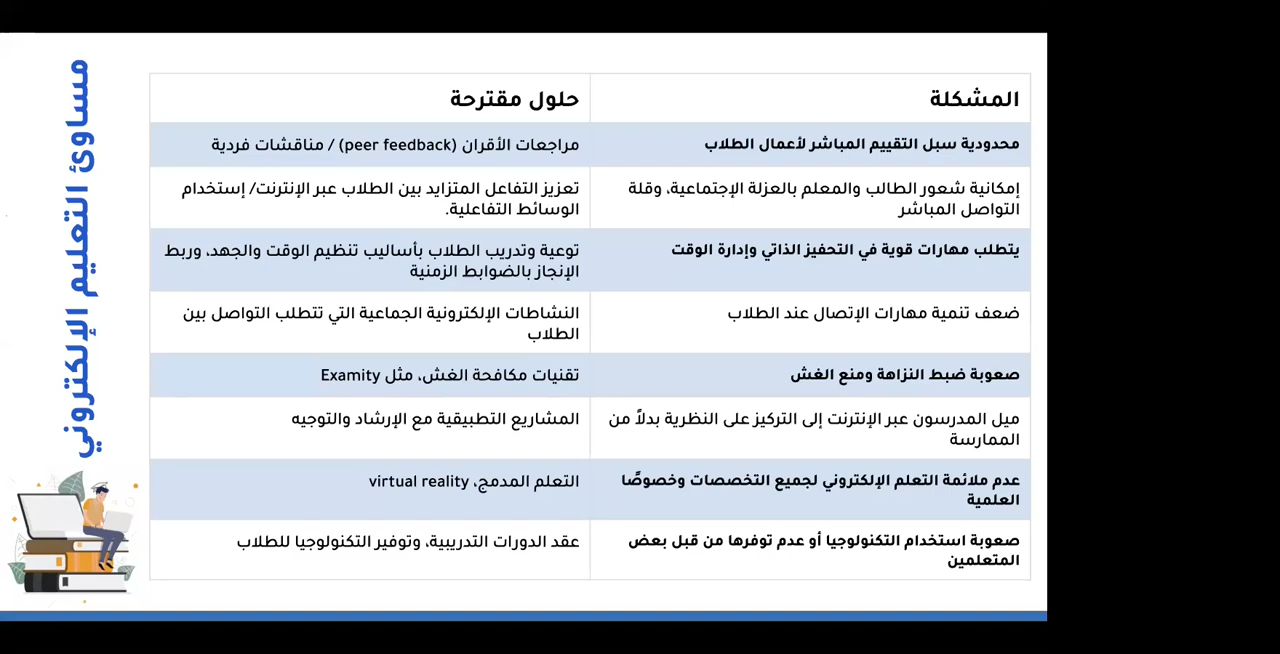 مساوئ التعليم الإلكتروني
المشكلة
حلول مقترحة
محدودية سبل التقييم المباشر لأعمال الطلاب
مراجعات الأقران (peer feedback) / مناقشات فردية
إمكانية شعور الطالب والمعلم بالعزلة الإجتماعية، وقلة
التواصل المباشر
تعزيز التفاعل المتزايد بين الطلاب عبر الإنترنت/ إستخدام
الوسائط التفاعلية.
يتطلب مهارات قوية في التحفيز الذاتي وإدارة الوقت
توعية وتدريب الطلاب بأساليب تنظيم الوقت والجهد، وربط
الإنجاز بالضوابط الزمنية
ضعف تنمية مهارات الإتصال عند الطلاب
النشاطات الإلكترونية الجماعية التي تتطلب التواصل بين
الطلاب
صعوبة ضبط النزاهة ومنع الغش
تقنيات مكافحة الغش، مثل Examity
ميل المدرسون عبر الإنترنت إلى التركيز على النظرية بدلاً من
الممارسة
المشاريع التطبيقية مع الإرشاد والتوجيه
عدم ملائمة التعلم الإلكتروني لجميع التخصصات وخصوصًا
العلمية
التعلم المدمج، virtual reality
صعوبة استخدام التكنولوجيا أو عدم توفرها من قبل بعض
المتعلمين
عقد الدورات التدريبية، وتوفير التكنولوجيا للطلاب